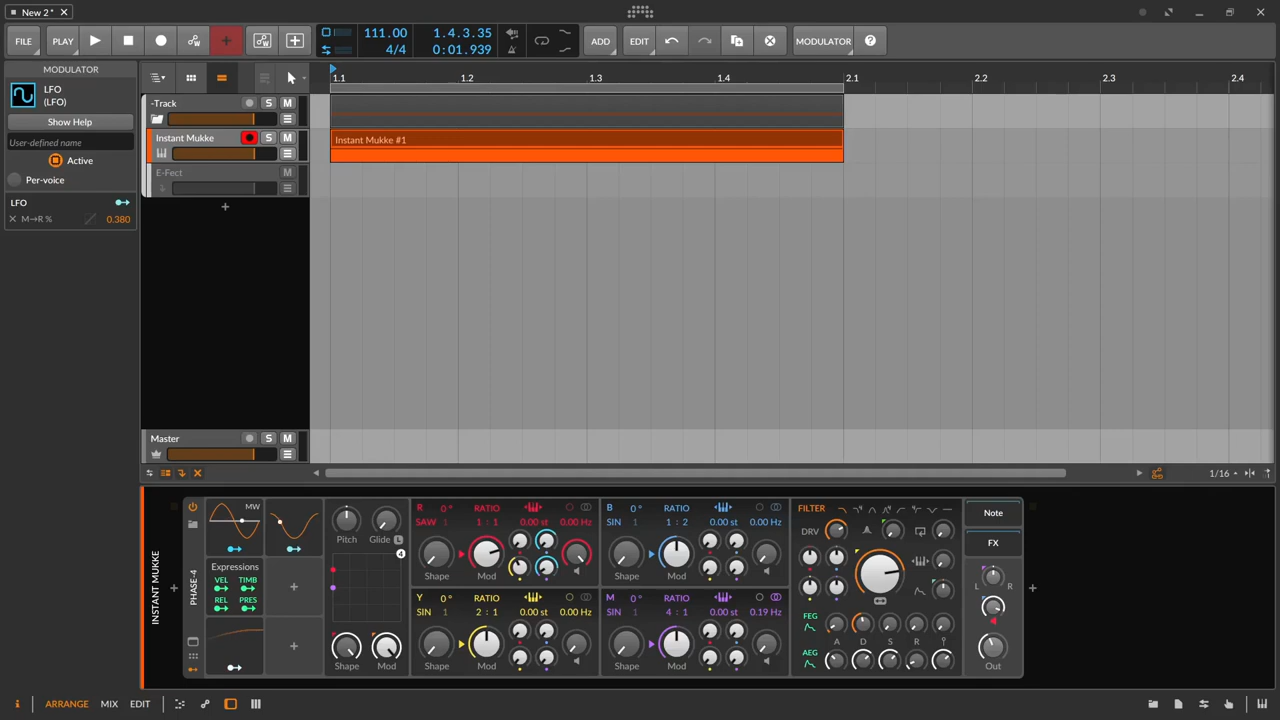 New 2*
FILE
PLAY
111.00
4/4
1.4.3.35
0:01.939
ADD
EDIT
MODULATOR
MODULATOR
LFO
(LFO)
Show Help
User-defined name
Active
Per-voice
LFO
M→R %
0.380
1.1
1.2
1.3
1.4
2.1
2.2
2.3
2.4
-Track
S
M
Instant Mukke
S
M
Instant Mukke #1
E-Fect
M
Master
S
M
1/16
INSTANT MUKKE
PHASE-4
MW
Expressions
VEL
TIMB
REL
PRES
Pitch
Glide
L
4
Shape
Mod
R
0°
RATIO
SAW
1
1 : 1
0.00 st
0.00 Hz
Shape
Mod
B
0°
RATIO
SIN
1
1 : 2
0.00 st
0.00 Hz
Shape
Mod
Y
0°
RATIO
SIN
1
2 : 1
0.00 st
0.00 Hz
Shape
Mod
M
0°
RATIO
SIN
1
4 : 1
0.00 st
0.19 Hz
Shape
Mod
FILTER
DRV
FEG
A
D
S
R
AEG
Note
FX
L
R
Out
ARRANGE
MIX
EDIT